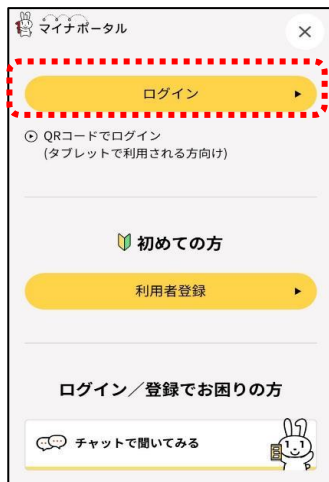 マイナポータル
ログイン
QRコードでログイン
(タブレットで利用される方向け)
初めての方
利用者登録
ログイン／登録でお困りの方
チャットで聞いてみる